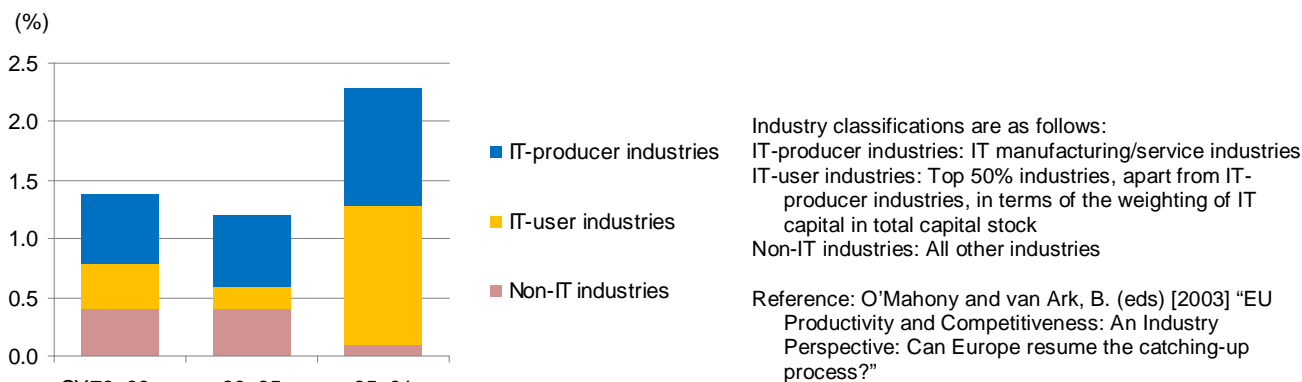 (%)
2.5
2.0
1.5
1.0
0.5
0.0
IT-producer industries
IT-user industries
Non-IT industries
Industry classifications are as follows:
IT-producer industries: IT manufacturing/service industries
IT-user industries: Top 50% industries, apart from IT-
producer industries, in terms of the weighting of IT
capital in total capital stock
Non-IT industries: All other industries
Reference: O’Mahony and van Ark, B. (eds) [2003] “EU
Productivity and Competitiveness: An Industry
Perspective: Can Europe resume the catching-up
process?”